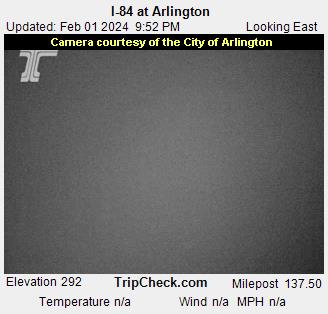 I-84 at Arlington
Updated: Feb 01 2024 9:52 PM Looking East
Camera courtesy of the City of Arlington
Elevation 292 TripCheck.com Milepost 137.50
Temperature n/a Wind n/a MPH n/a